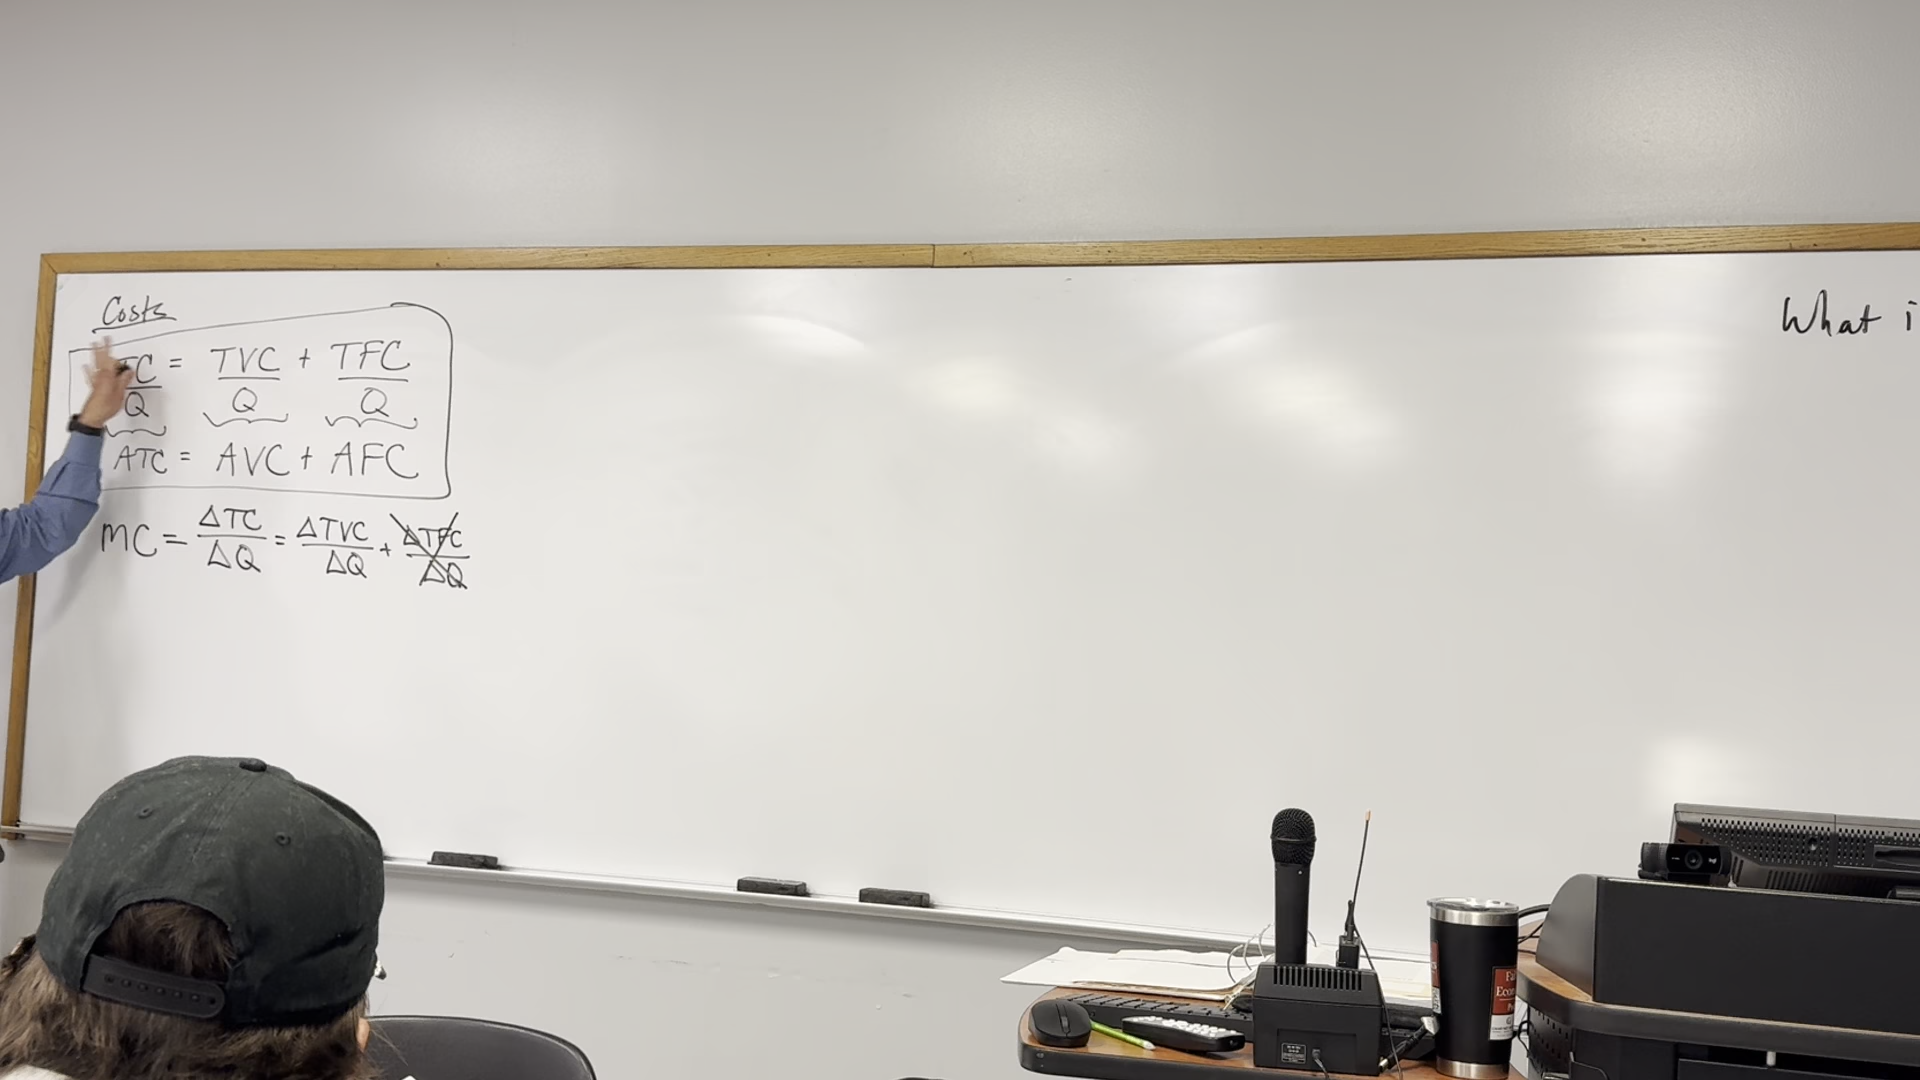 Costs
TC = TVC + TFC
Q Q Q
ATC = AVC + AFC
MC = ΔTC = ΔTVC + ΔTFC
ΔQ ΔQ ΔQ
What i